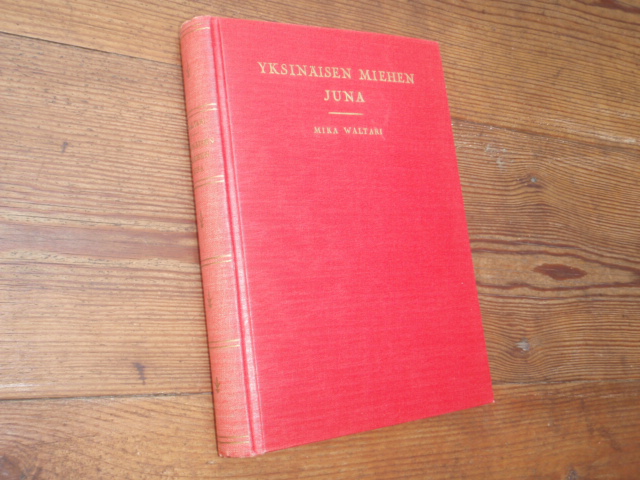 YKSINÄISEN MIEHEN
JUNA
MIKA WALTARI